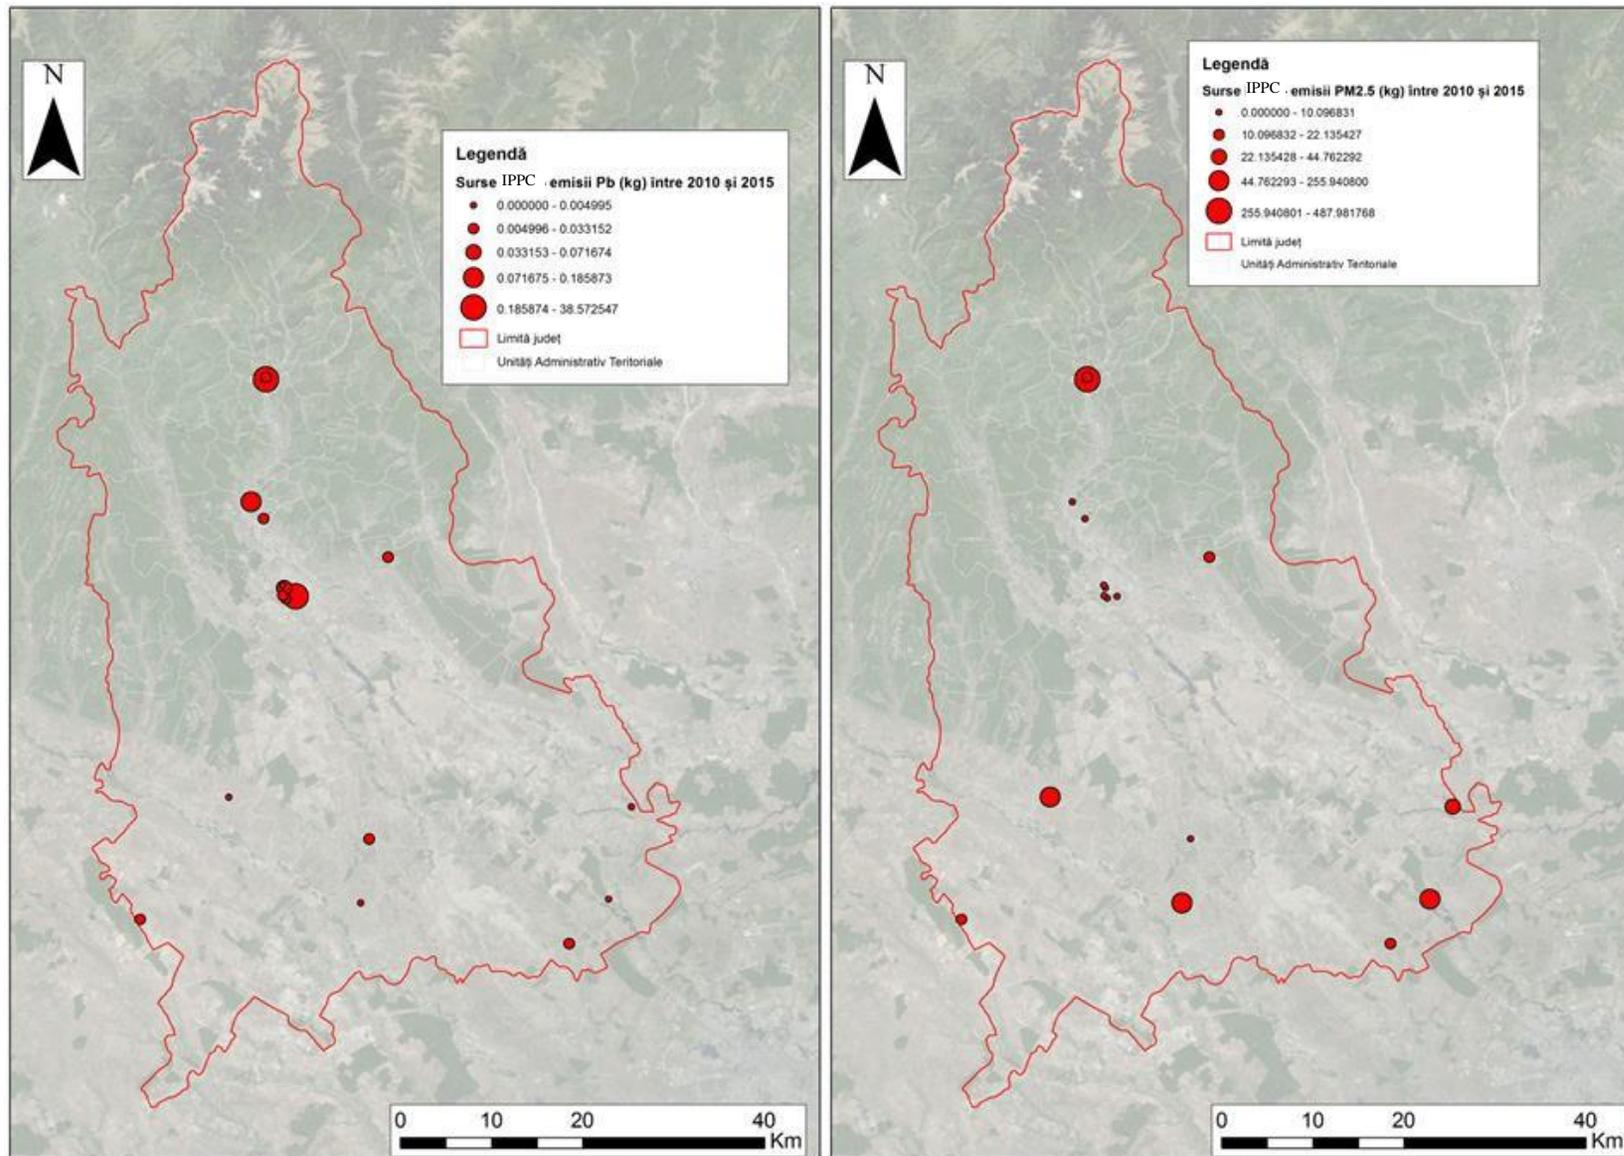 N
Legendă
Surse IPPC emisii Pb (kg) între 2010 și 2015
0.000000 - 0.004995
0.004996 - 0.033152
0.033153 - 0.071674
0.071675 - 0.185873
0.185874 - 38.572547
Limită județ
Unități Administrativ Teritoriale
0 10 20 40
Km
N
Legendă
Surse IPPC emisii PM2.5 (kg) între 2010 și 2015
0.000000 - 10.096831
10.096832 - 22.135427
22.135428 - 44.762292
44.762293 - 255.940800
255.940801 - 487.981768
Limită județ
Unități Administrativ Teritoriale
0 10 20 40
Km